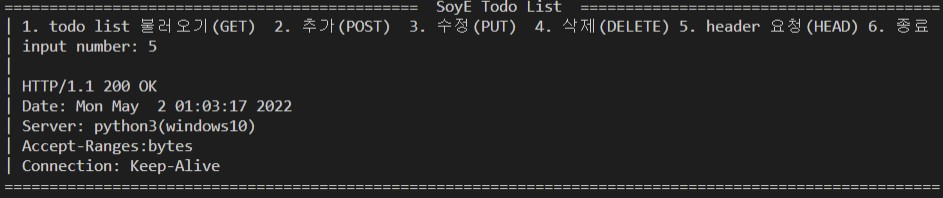 ============================================== SoyE Todo List ========================================
| 1. todo list 불러오기(GET)  2. 추가(POST)  3. 수정(PUT)  4. 삭제(DELETE) 5. header 요청(HEAD) 6. 종료
| input number: 5
|
| HTTP/1.1 200 OK
| Date: Mon May  2 01:03:17 2022
| Server: python3(windows10)
| Accept-Ranges:bytes
| Connection: Keep-Alive
========================================================================================================